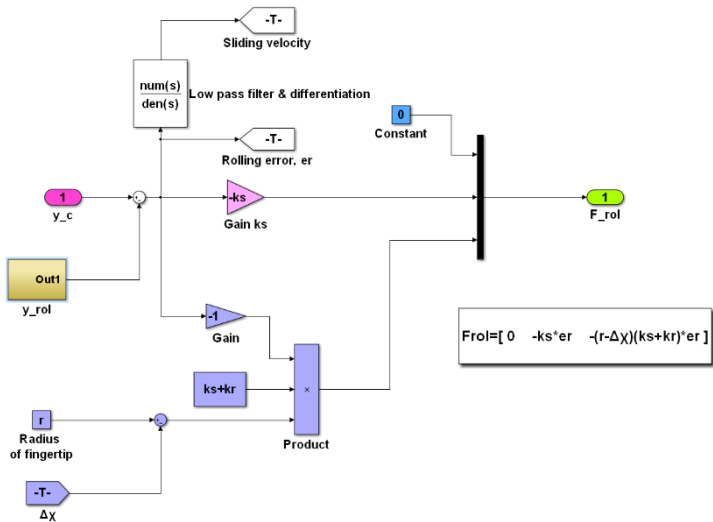 -T-
Sliding velocity
num(s)
den(s)
Low pass filter & differentiation
-T-
Rolling error, er
0
Constant
1
y_c
-ks
Gain ks
1
F_rol
Out1
y_rol
-1
Gain
Frol=[ 0 -ks*er -(r-Δχ)(ks+kr)*er ]
ks+kr
×
Product
r
Radius
of fingertip
-T-
Δχ